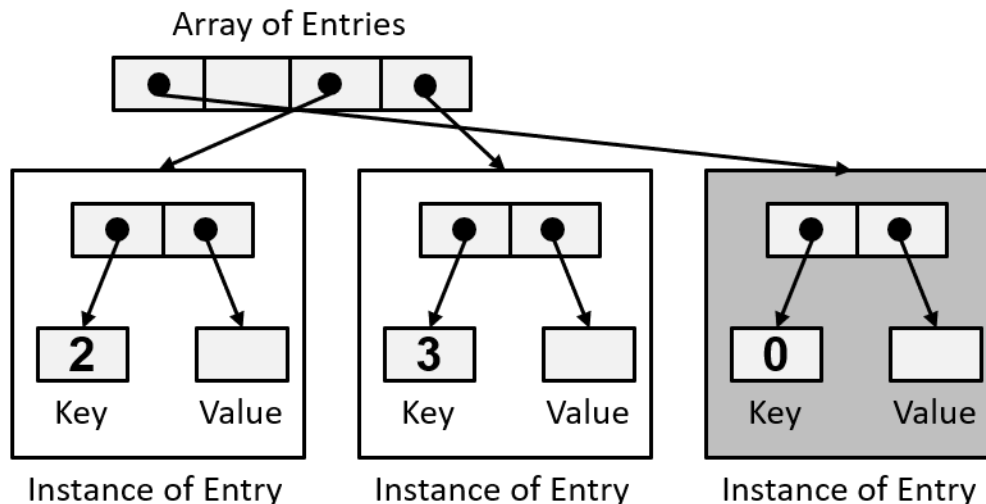 Array of Entries
2 3 0
Key Value Key Value Key Value
Instance of Entry Instance of Entry Instance of Entry